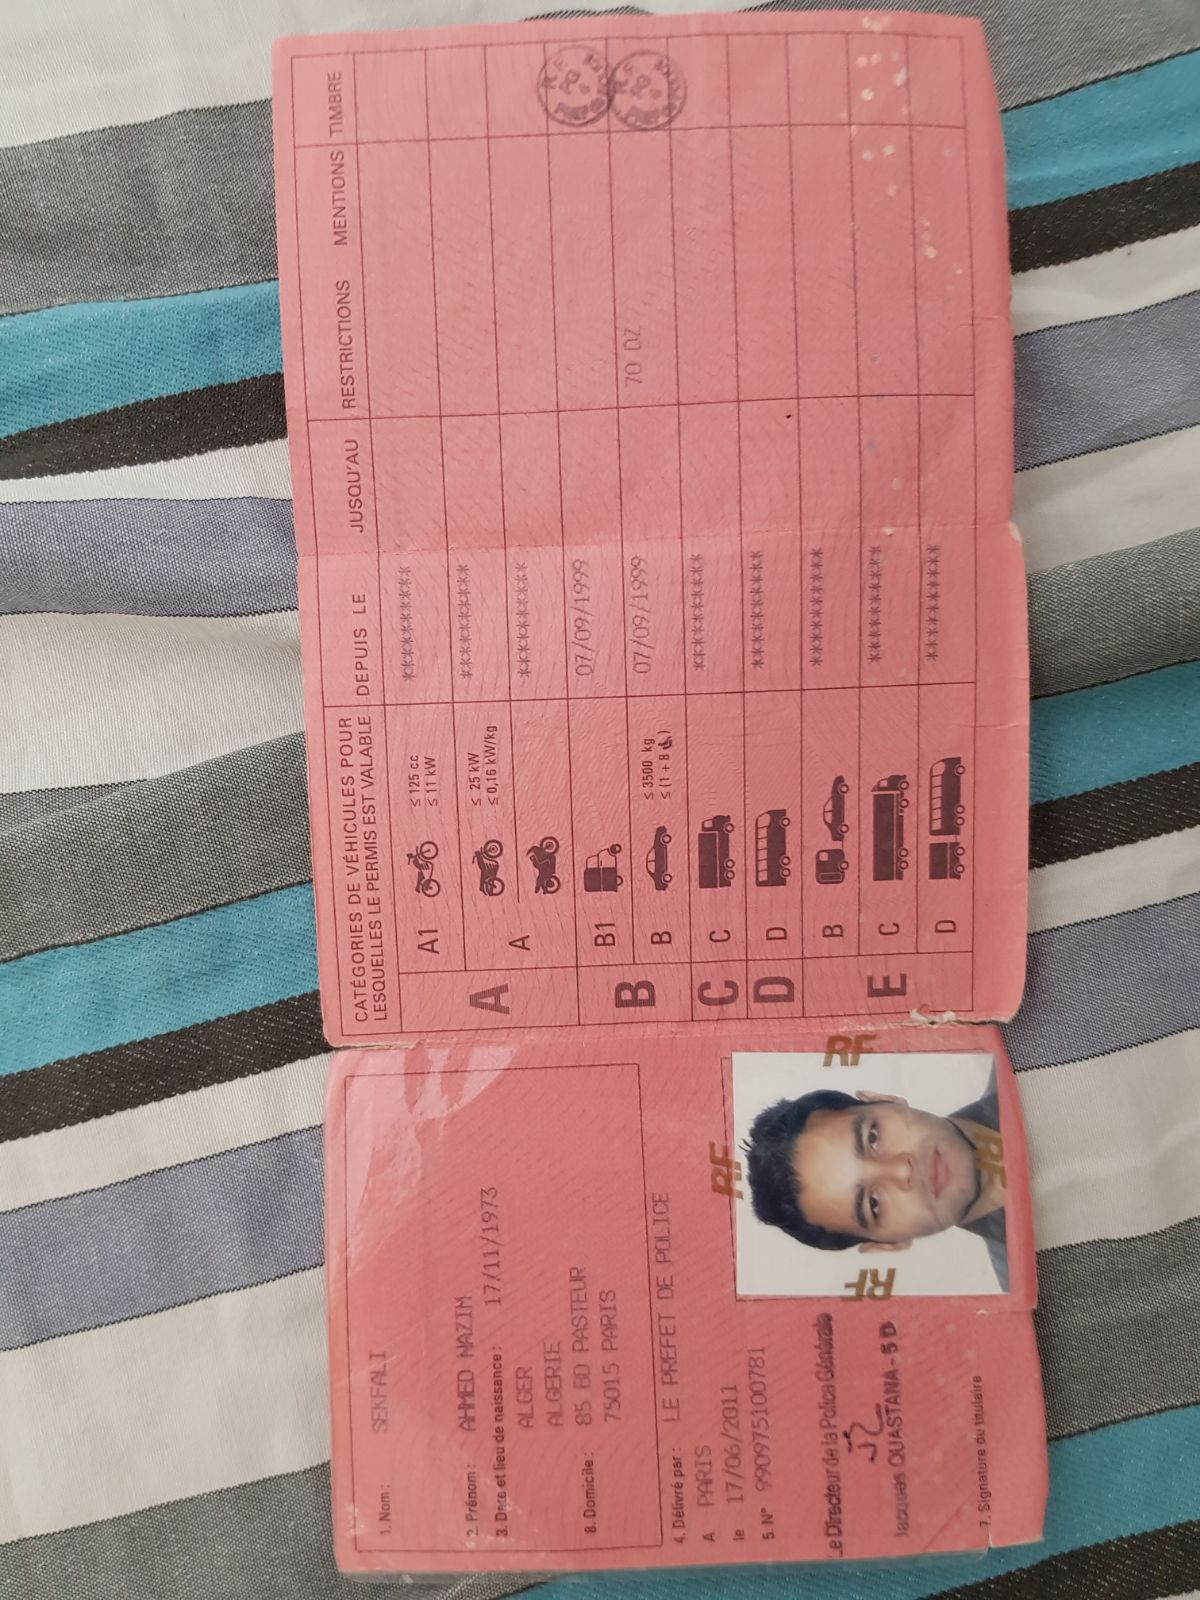 1. Nom :
SEKFALI
2. Prénom :
AHMED NAZIM
3. Date et lieu de naissance :
17/11/1973
ALGER
ALGERIE
8. Domicile :
85 BD PASTEUR
75015 PARIS
4. Délivré par :
LE PREFET DE POLICE
A PARIS
le 17/06/2011
5. N° 990975100781
Le Directeur de la Police Générale
Jacques QUASTANA - 5 D
7. Signature du titulaire
RF
RF
RF
RF
CATÉGORIES DE VÉHICULES POUR
LESQUELLES LE PERMIS EST VALABLE
DEPUIS LE
JUSQU'AU
RESTRICTIONS
MENTIONS
TIMBRE
A
A1
≤ 125 cc
≤ 11 kW
**********
A
≤ 25 kW
≤ 0,16 kW/kg
**********
**********
B
B1
07/09/1999
B
≤ 3500 kg
≤ (1 + 8
07/09/1999
70 DZ
C
C
**********
D
D
**********
E
B
**********
C
**********
D
**********